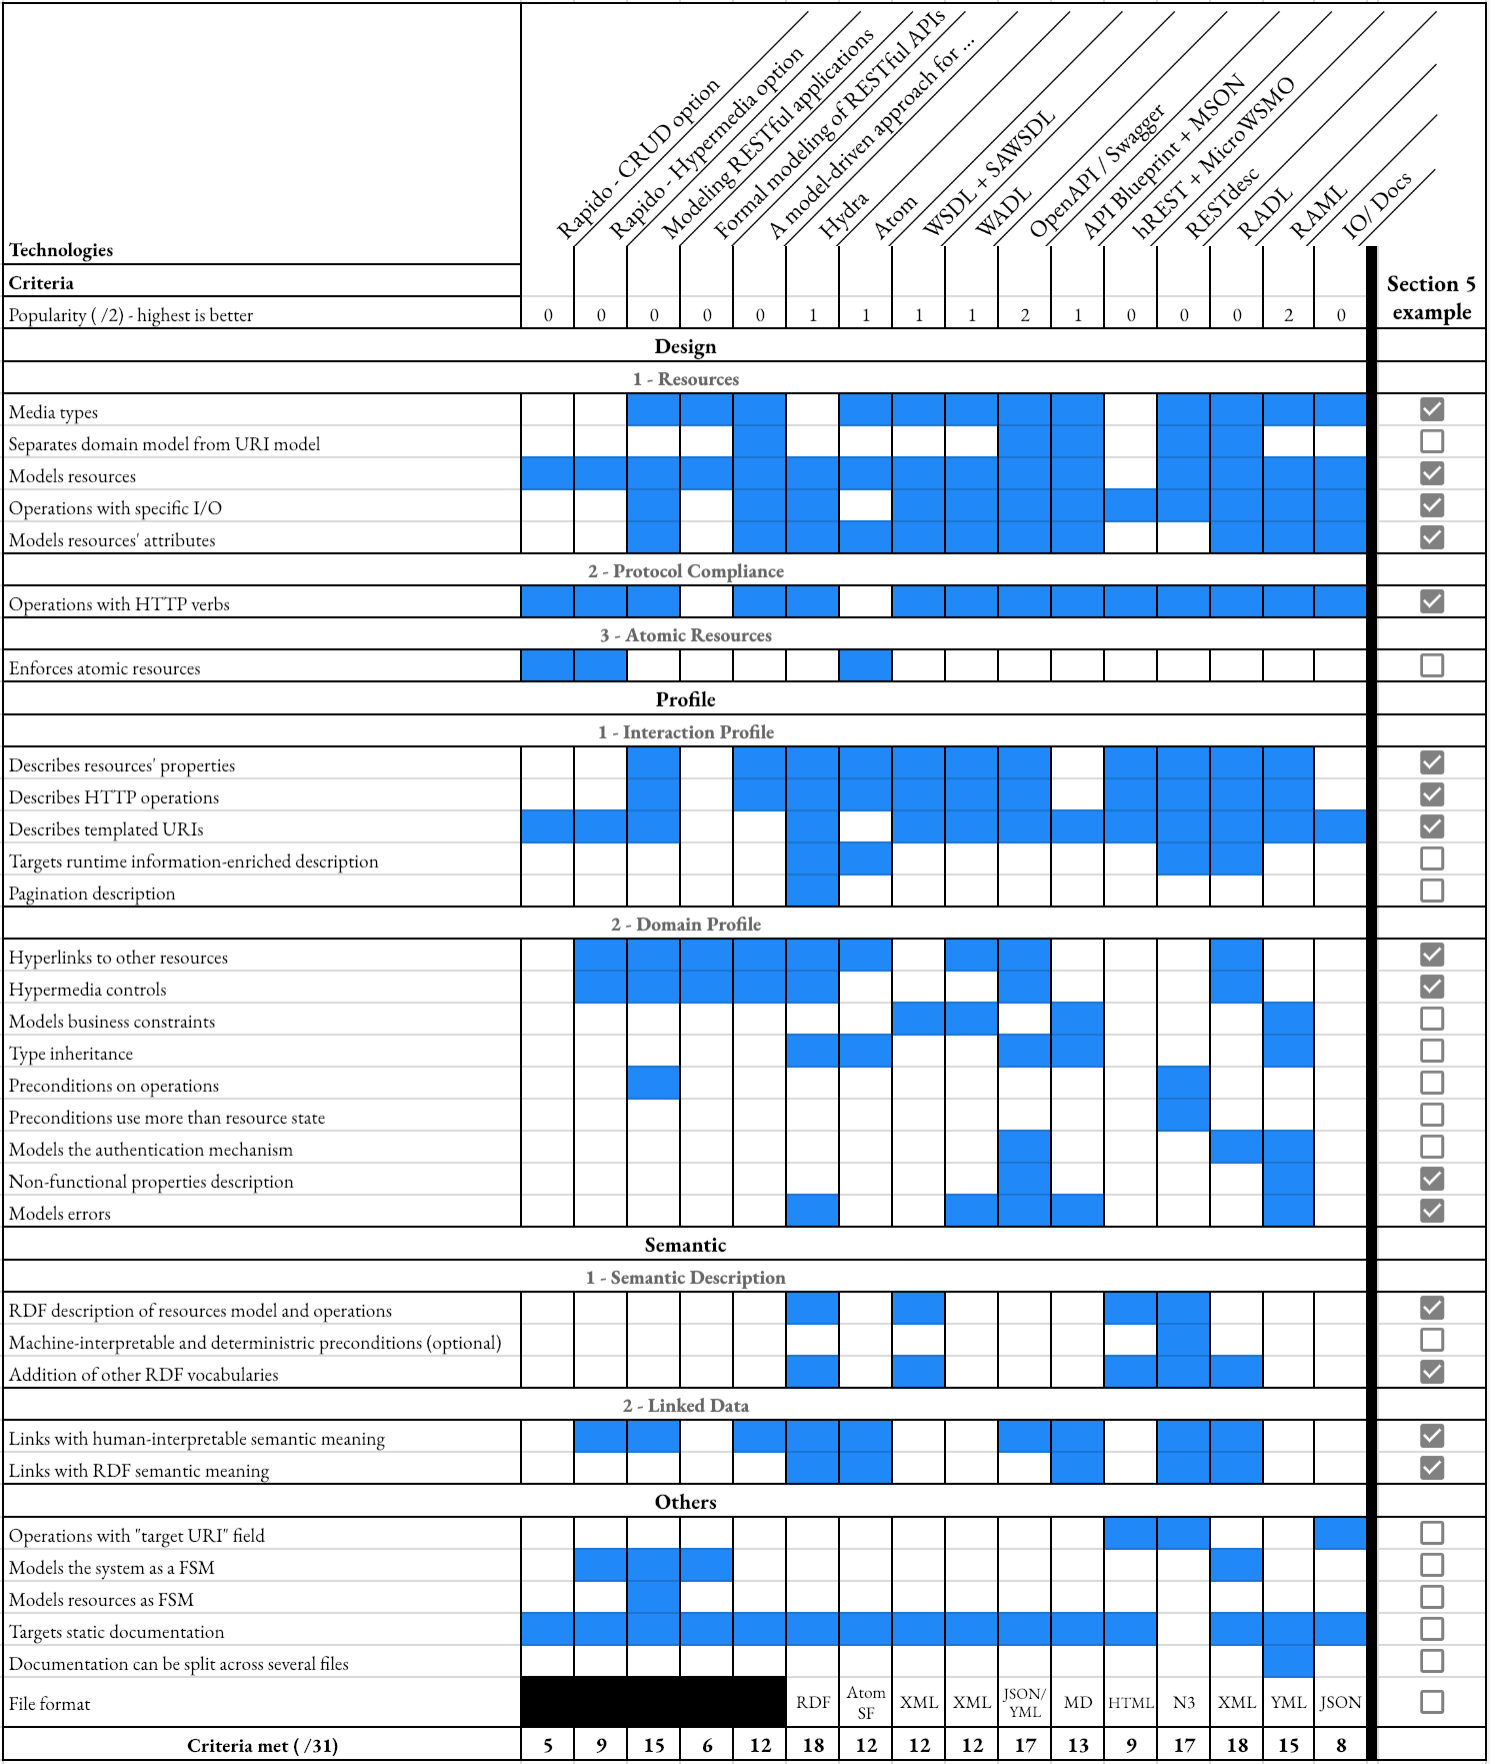 Rapido - CRUD option
Rapido - Hypermedia option
Modeling RESTful applications
Formal modeling of RESTful APIs
A model-driven approach for ...
Hydra
Atom
WSDL + SAWSDL
WADL
OpenAPI / Swagger
API Blueprint + MSON
hREST + MicroWSMO
RESTdesc
RADL
RAML
IO/ Docs
Technologies
Criteria
Section 5
example
Popularity ( /2) - highest is better 0 0 0 0 0 1 1 1 1 2 1 0 0 0 2 0
Design
1 - Resources
Media types
Separates domain model from URI model
Models resources
Operations with specific I/O
Models resources' attributes
2 - Protocol Compliance
Operations with HTTP verbs
3 - Atomic Resources
Enforces atomic resources
Profile
1 - Interaction Profile
Describes resources' properties
Describes HTTP operations
Describes templated URIs
Targets runtime information-enriched description
Pagination description
2 - Domain Profile
Hyperlinks to other resources
Hypermedia controls
Models business constraints
Type inheritance
Preconditions on operations
Preconditions use more than resource state
Models the authentication mechanism
Non-functional properties description
Models errors
Semantic
1 - Semantic Description
RDF description of resources model and operations
Machine-interpretable and deterministric preconditions (optional)
Addition of other RDF vocabularies
2 - Linked Data
Links with human-interpretable semantic meaning
Links with RDF semantic meaning
Others
Operations with "target URI" field
Models the system as a FSM
Models resources as FSM
Targets static documentation
Documentation can be split across several files
File format RDF Atom SF XML XML JSON/ YML MD HTML N3 XML YML JSON
Criteria met ( /31) 5 9 15 6 12 18 12 12 12 17 13 9 17 18 15 8